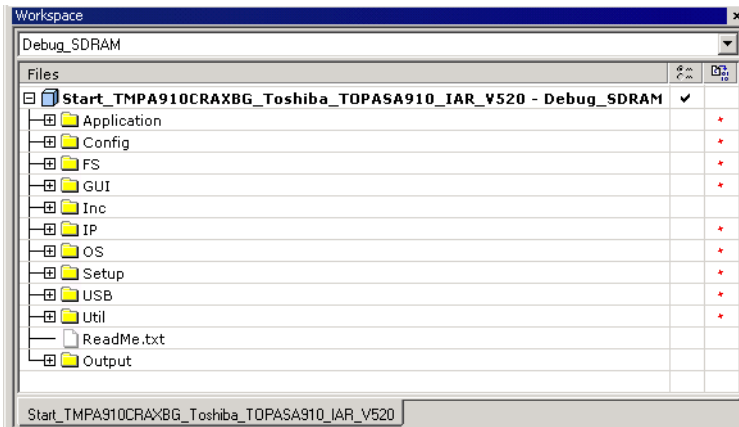 Workspace
Debug_SDRAM
Files
Start_TMPA910CRAXBG_Toshiba_TOPASA910_IAR_V520 - Debug_SDRAM
Application
Config
FS
GUI
Inc
IP
OS
Setup
USB
Util
ReadMe.txt
Output
Start_TMPA910CRAXBG_Toshiba_TOPASA910_IAR_V520